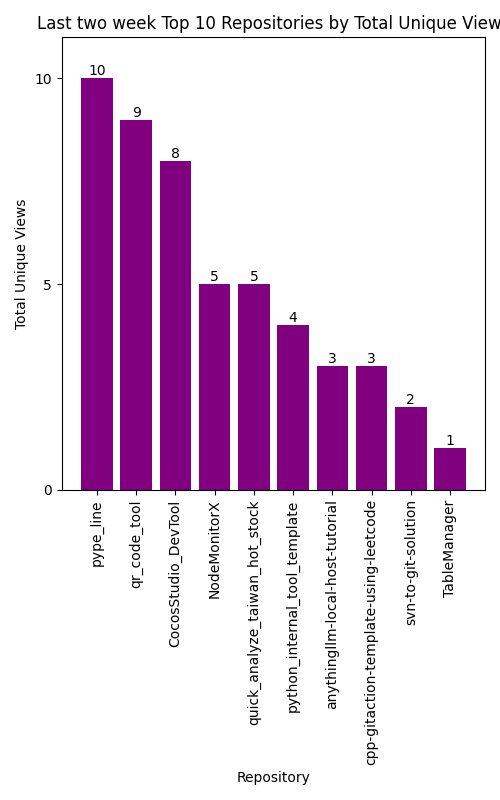 Last two week Top 10 Repositories by Total Unique View
Total Unique Views
10
5
0
10
9
8
5
5
4
3
3
2
1
pype_line
qr_code_tool
CocosStudio_DevTool
NodeMonitorX
quick_analyze_taiwan_hot_stock
python_internal_tool_template
anythingllm-local-host-tutorial
cpp-gitaction-template-using-leetcode
svn-to-git-solution
TableManager
Repository